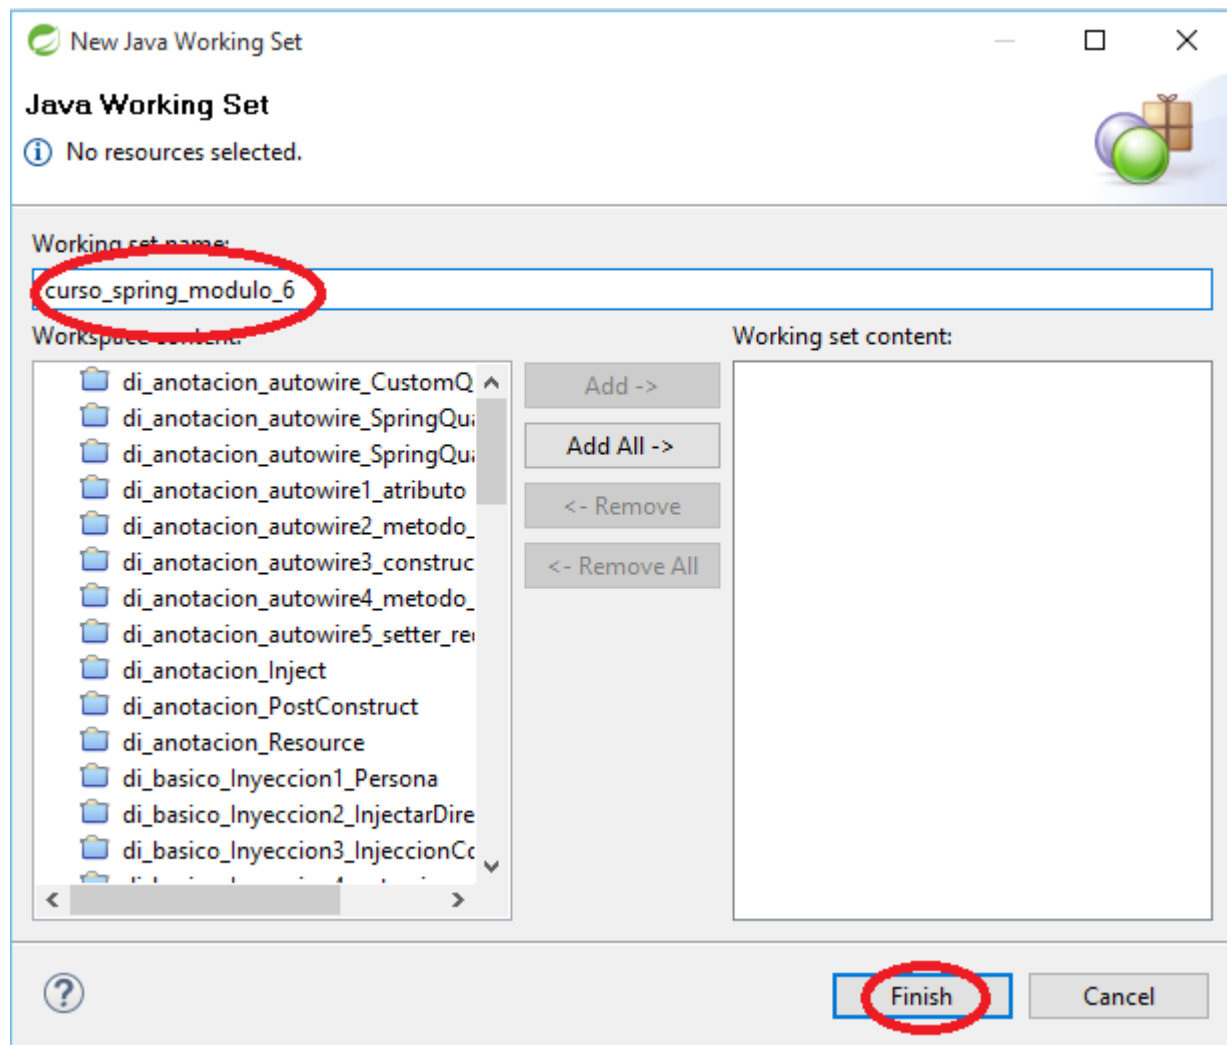 New Java Working Set
Java Working Set
No resources selected.
Working set name:
curso_spring_modulo_6
Workspace content:
Working set content:
di_anotacion_autowire_CustomQ
di_anotacion_autowire_SpringQu
di_anotacion_autowire_SpringQu
di_anotacion_autowire1_atributo
di_anotacion_autowire2_metodo_
di_anotacion_autowire3_construc
di_anotacion_autowire4_metodo_
di_anotacion_autowire5_setter_re
di_anotacion_Inject
di_anotacion_PostConstruct
di_anotacion_Resource
di_basico_Inyeccion1_Persona
di_basico_Inyeccion2_InjectarDire
di_basico_Inyeccion3_InjeccionCo
Add ->
Add All ->
<- Remove
<- Remove All
?
Finish
Cancel